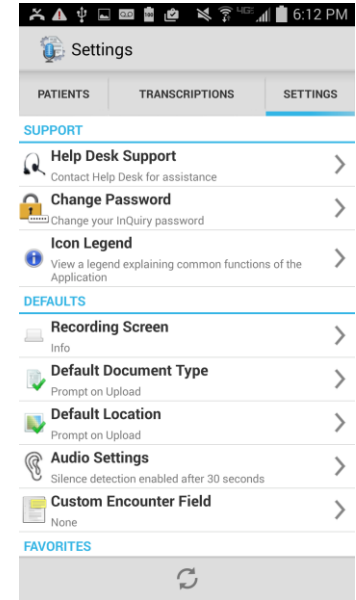 4G
6:12 PM
Settings
PATIENTS TRANSCRIPTIONS SETTINGS
SUPPORT
Help Desk Support
Contact Help Desk for assistance
Change Password
Change your InQuiry password
Icon Legend
View a legend explaining common functions of the
Application
DEFAULTS
Recording Screen
Info
Default Document Type
Prompt on Upload
Default Location
Prompt on Upload
Audio Settings
Silence detection enabled after 30 seconds
Custom Encounter Field
None
FAVORITES